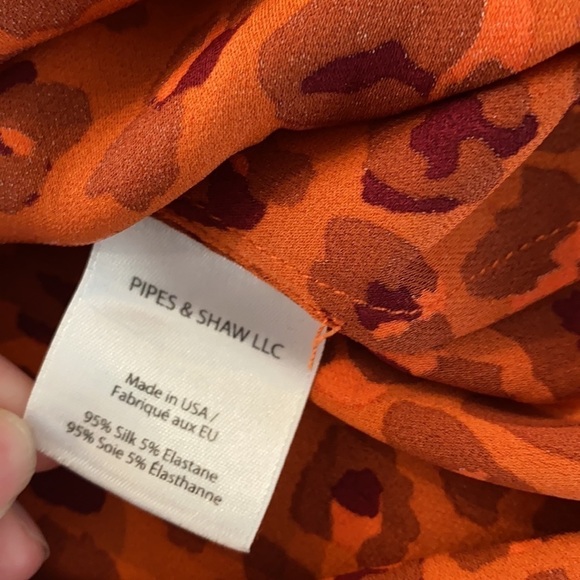 PIPES & SHAW LLC
Made in USA/
Fabriqué aux EU
95% Silk 5% Elastane
95% Soie 5% Élasthanne